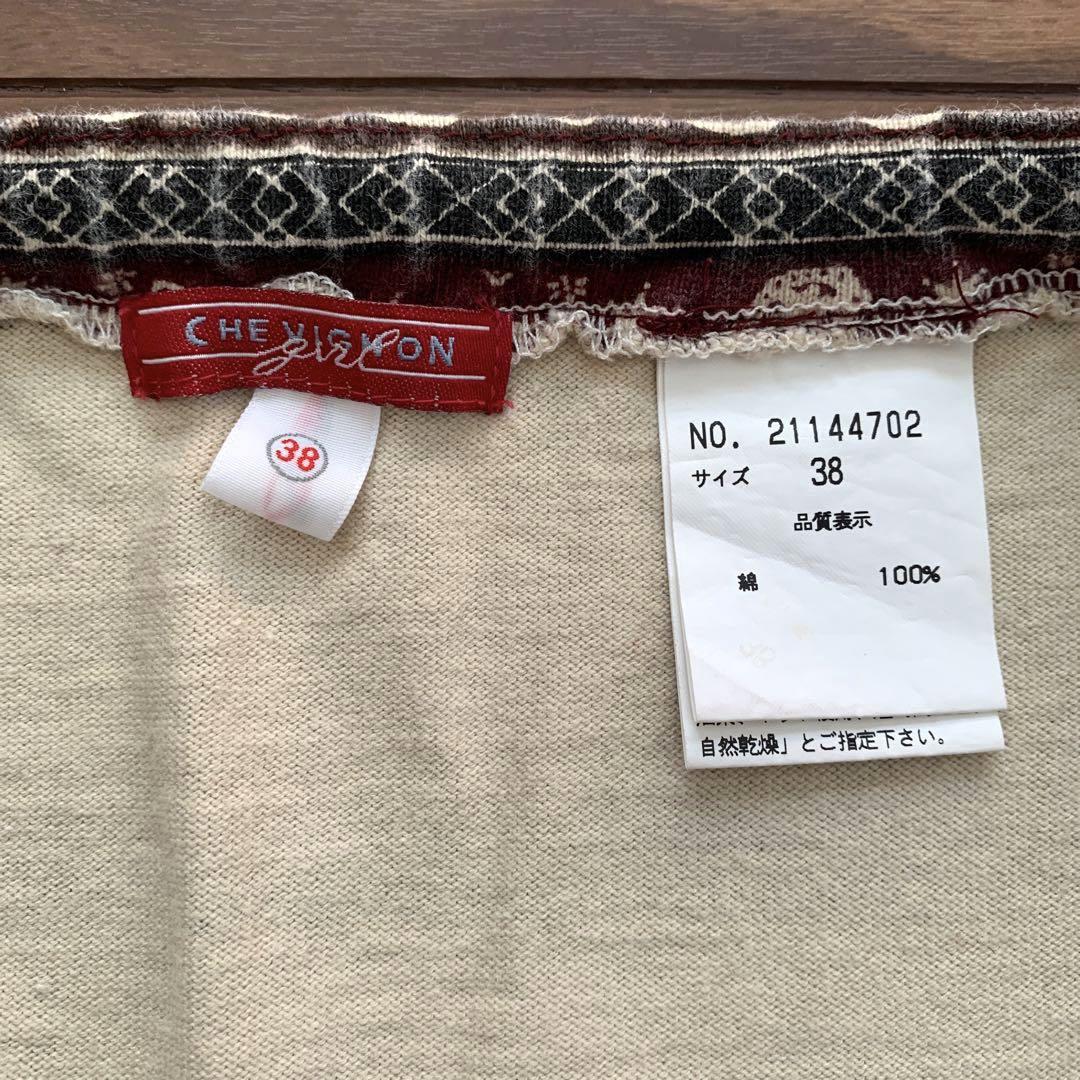 CHEVIGNON
girl
38
NO. 21144702
サイズ 38
品質表示
綿 100%
自然乾燥」とご指定下さい。